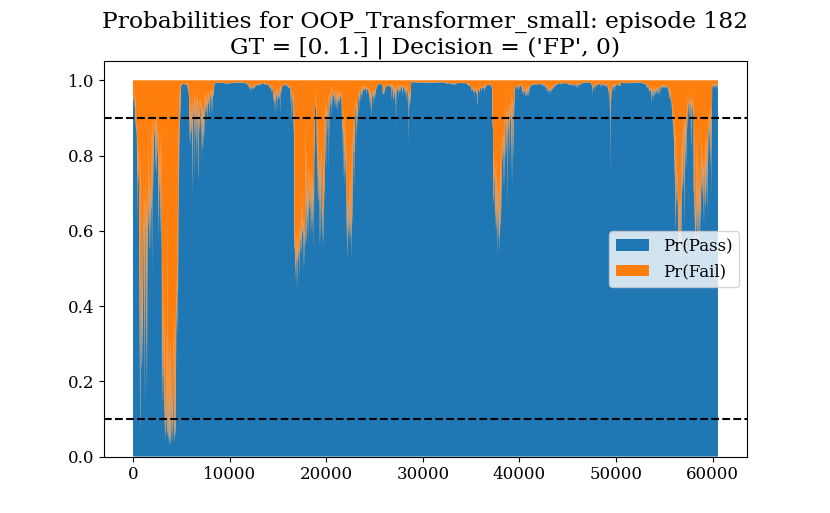 Probabilities for OOP_Transformer_small: episode 182
GT = [0. 1.] | Decision = ('FP', 0)
1.0
0.8
0.6
0.4
0.2
0.0
Pr(Pass)
Pr(Fail)
0 10000 20000 30000 40000 50000 60000